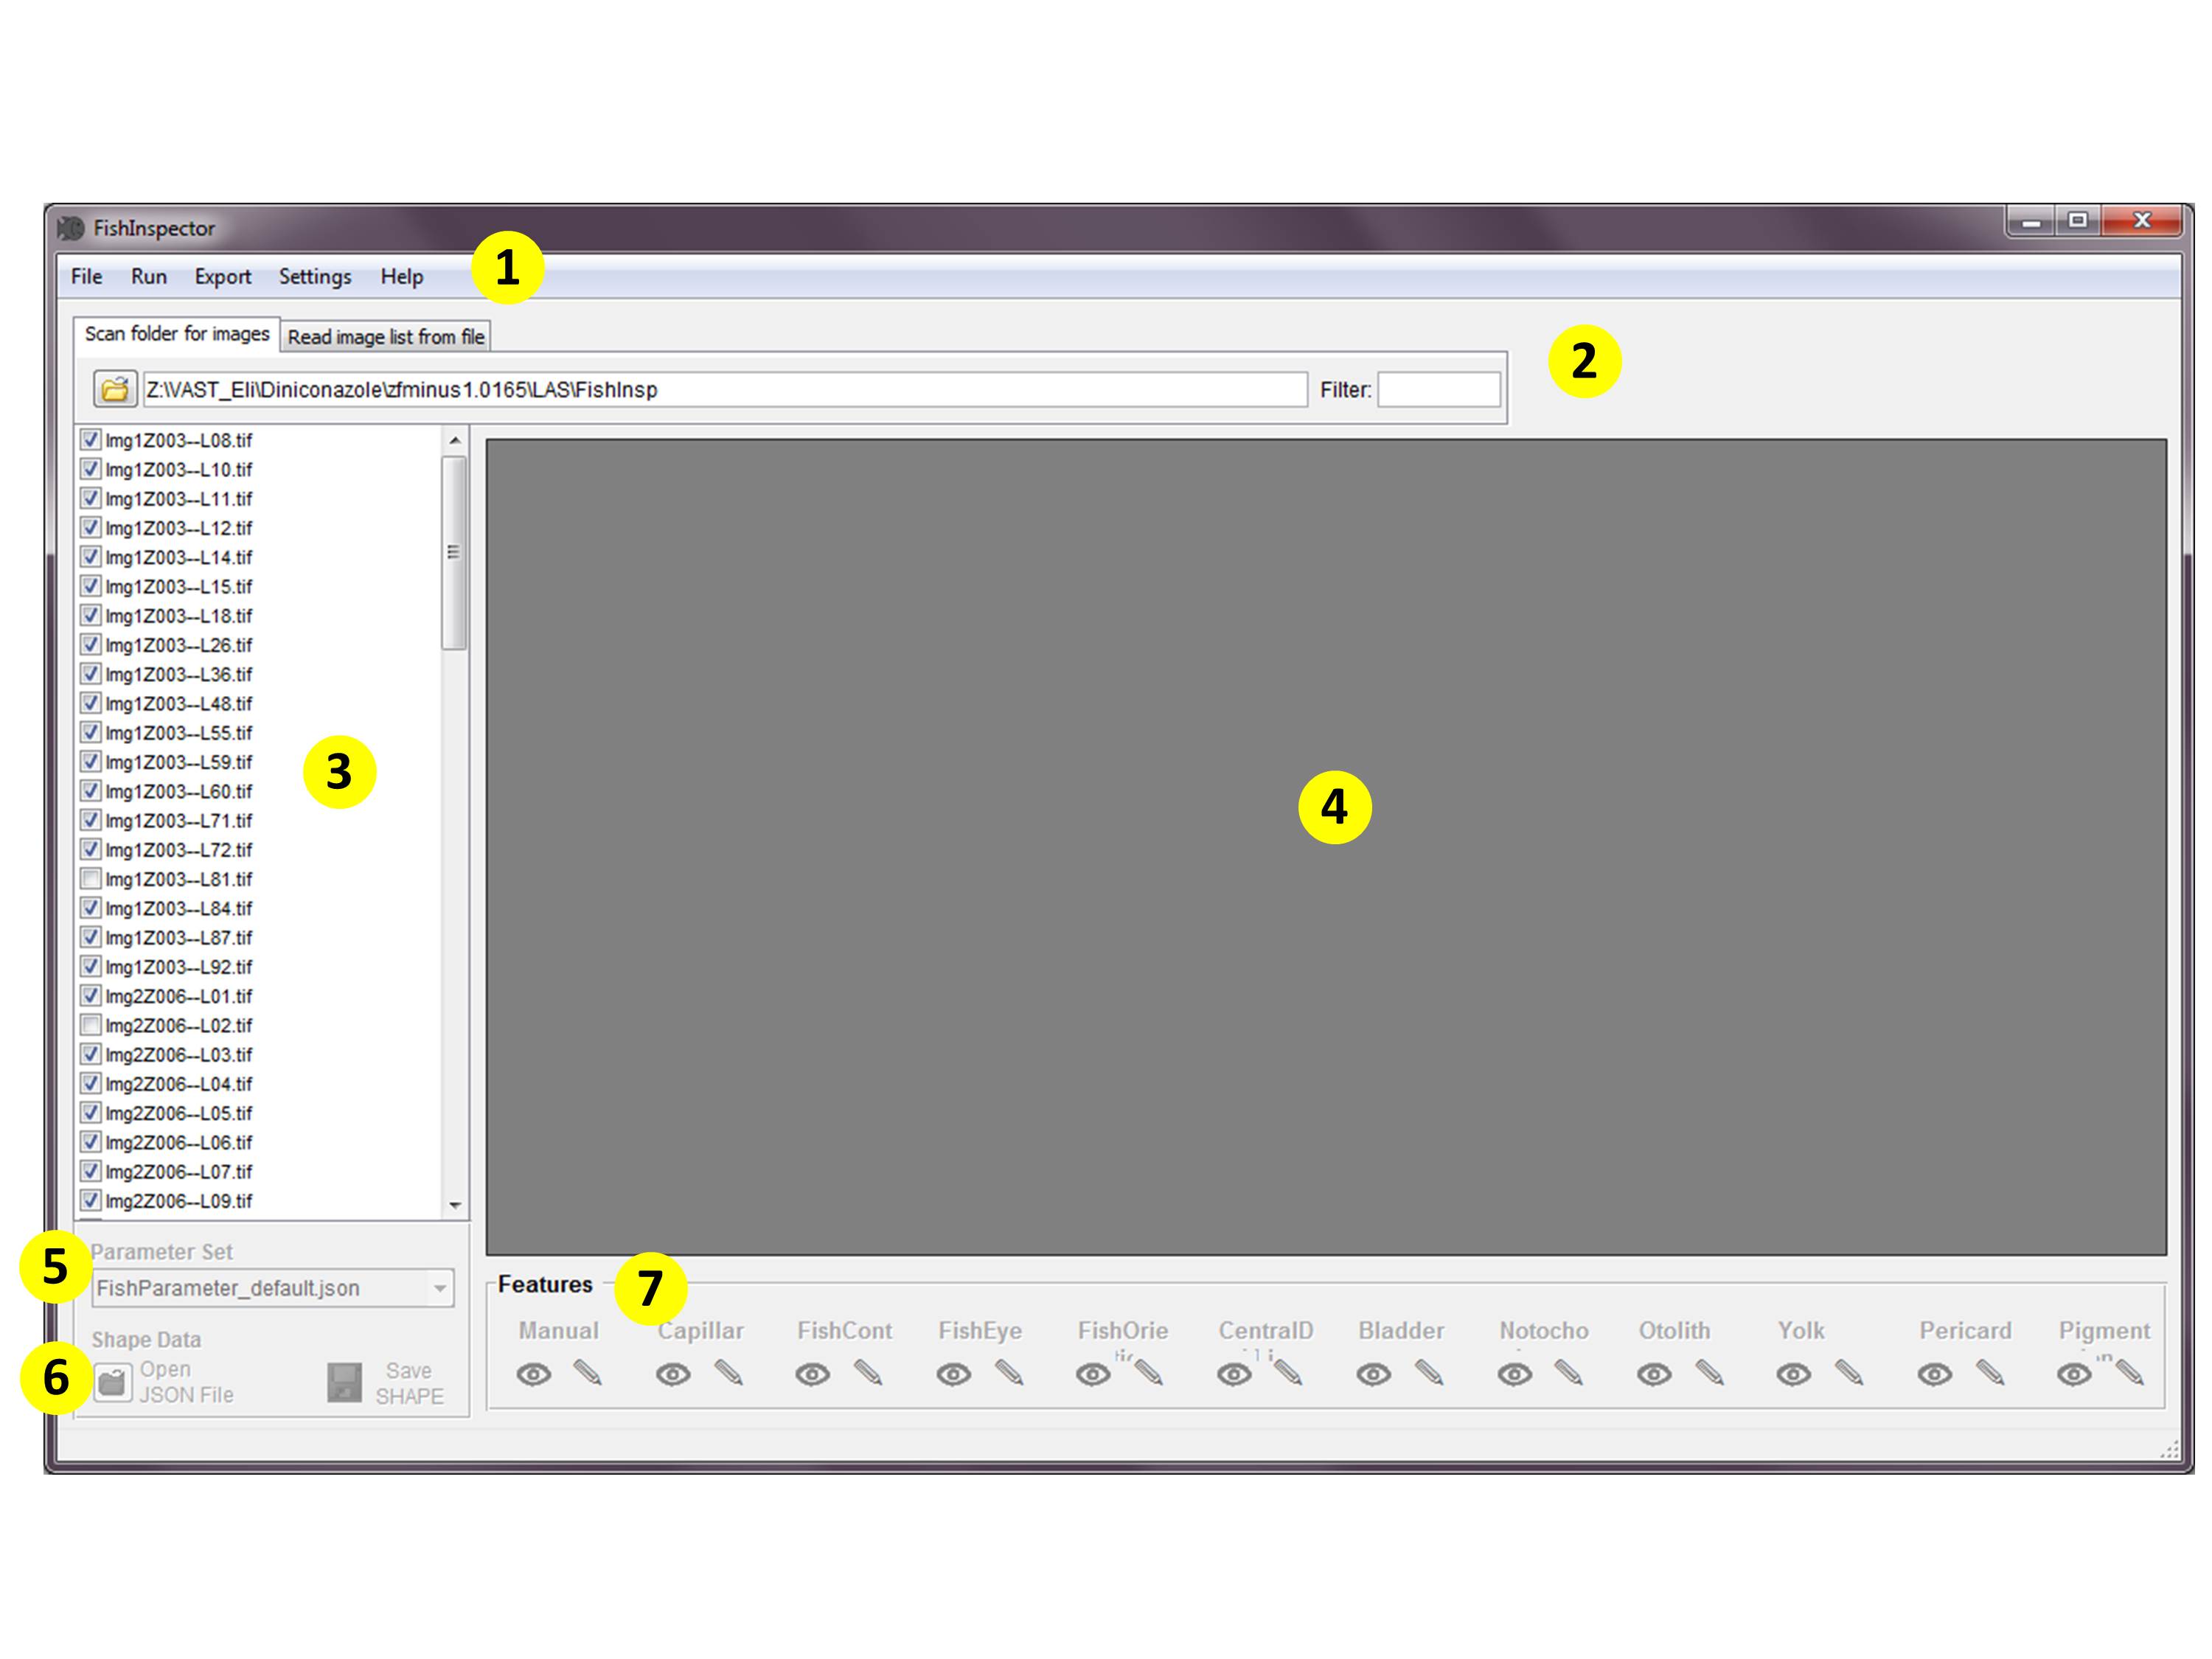 FishInspector
1
File Run Export Settings Help
Scan folder for images Read image list from file
2
Z:\VAST_Eli\Diniconazole\zfminus1.0165\LAS\FishInsp Filter:
Img1Z003--L08.tif
Img1Z003--L10.tif
Img1Z003--L11.tif
Img1Z003--L12.tif
Img1Z003--L14.tif
Img1Z003--L15.tif
Img1Z003--L18.tif
Img1Z003--L26.tif
Img1Z003--L36.tif
Img1Z003--L48.tif
Img1Z003--L55.tif
Img1Z003--L59.tif
3
Img1Z003--L60.tif
Img1Z003--L71.tif
Img1Z003--L72.tif
Img1Z003--L81.tif
Img1Z003--L84.tif
Img1Z003--L87.tif
Img1Z003--L92.tif
Img2Z006--L01.tif
Img2Z006--L02.tif
Img2Z006--L03.tif
Img2Z006--L04.tif
Img2Z006--L05.tif
Img2Z006--L06.tif
Img2Z006--L07.tif
Img2Z006--L09.tif
4
5
Parameter Set
FishParameter_default.json
Shape Data
6
Open
JSON File
Save
SHAPE
Features
7
Manual Capillar FishCont FishEye FishOrie CentralD Bladder Notocho Otolith Yolk Pericard Pigment